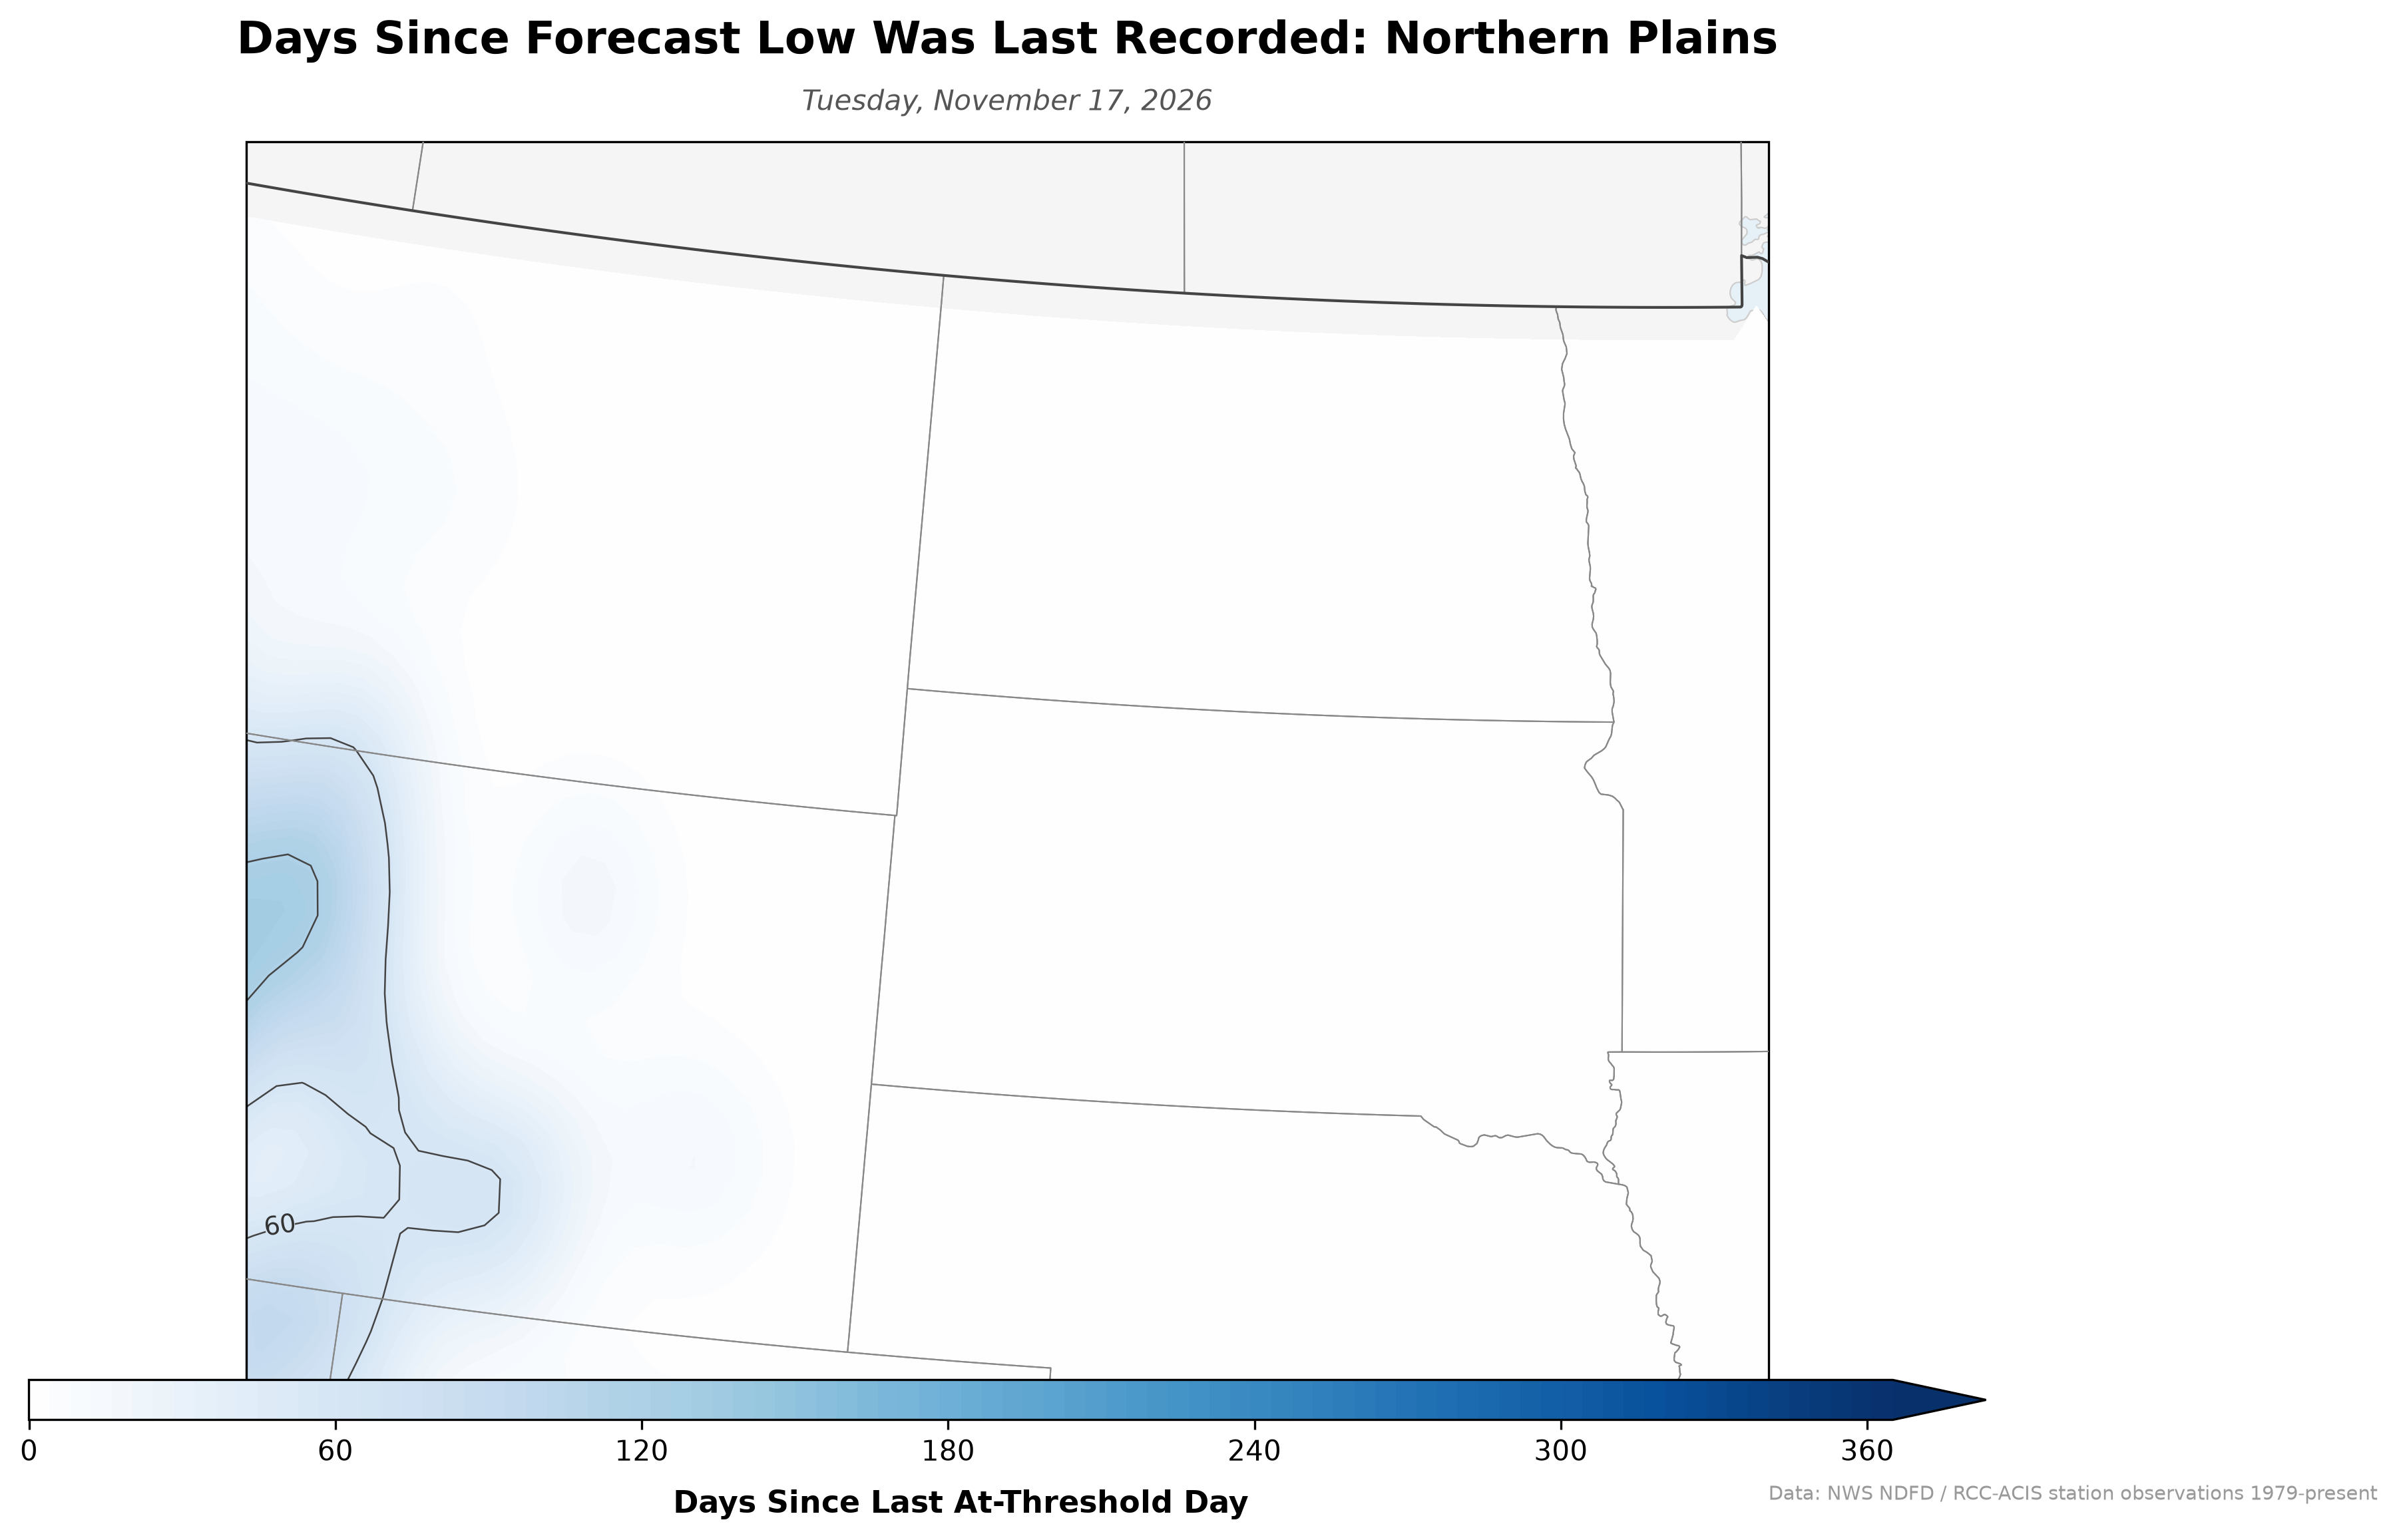 Days Since Forecast Low Was Last Recorded: Northern Plains
Tuesday, November 17, 2026
60
0 60 120 180 240 300 360
Days Since Last At-Threshold Day
Data: NWS NDFD / RCC-ACIS station observations 1979-present